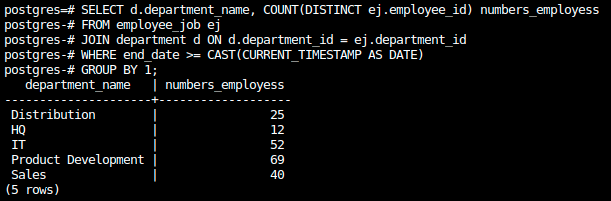 postgres=# SELECT d.department_name, COUNT(DISTINCT ej.employee_id) numbers_employess
postgres-# FROM employee_job ej
postgres-# JOIN department d ON d.department_id = ej.department_id
postgres-# WHERE end_date >= CAST(CURRENT_TIMESTAMP AS DATE)
postgres-# GROUP BY 1;
   department_name   | numbers_employess
---------------------+-------------------
 Distribution        |                25
 HQ                  |                12
 IT                  |                52
 Product Development |                69
 Sales               |                40
(5 rows)